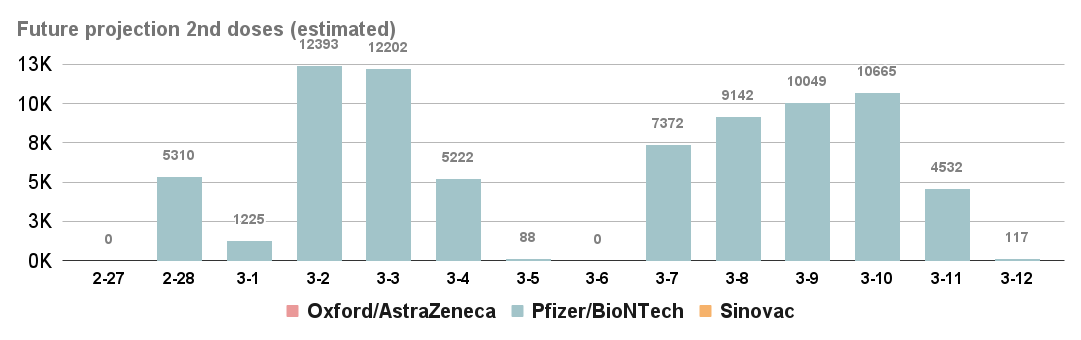 Future projection 2nd doses (estimated)
12393
12202
13K
10665
10049
10K
9142
7372
8K
5310
5222
5K
4532
1225
3K
0
88
0
117
0K
2-27 2-28 3-1 3-2 3-3 3-4 3-5 3-6 3-7 3-8 3-9 3-10 3-11 3-12
Oxford/AstraZeneca Pfizer/BioNTech Sinovac